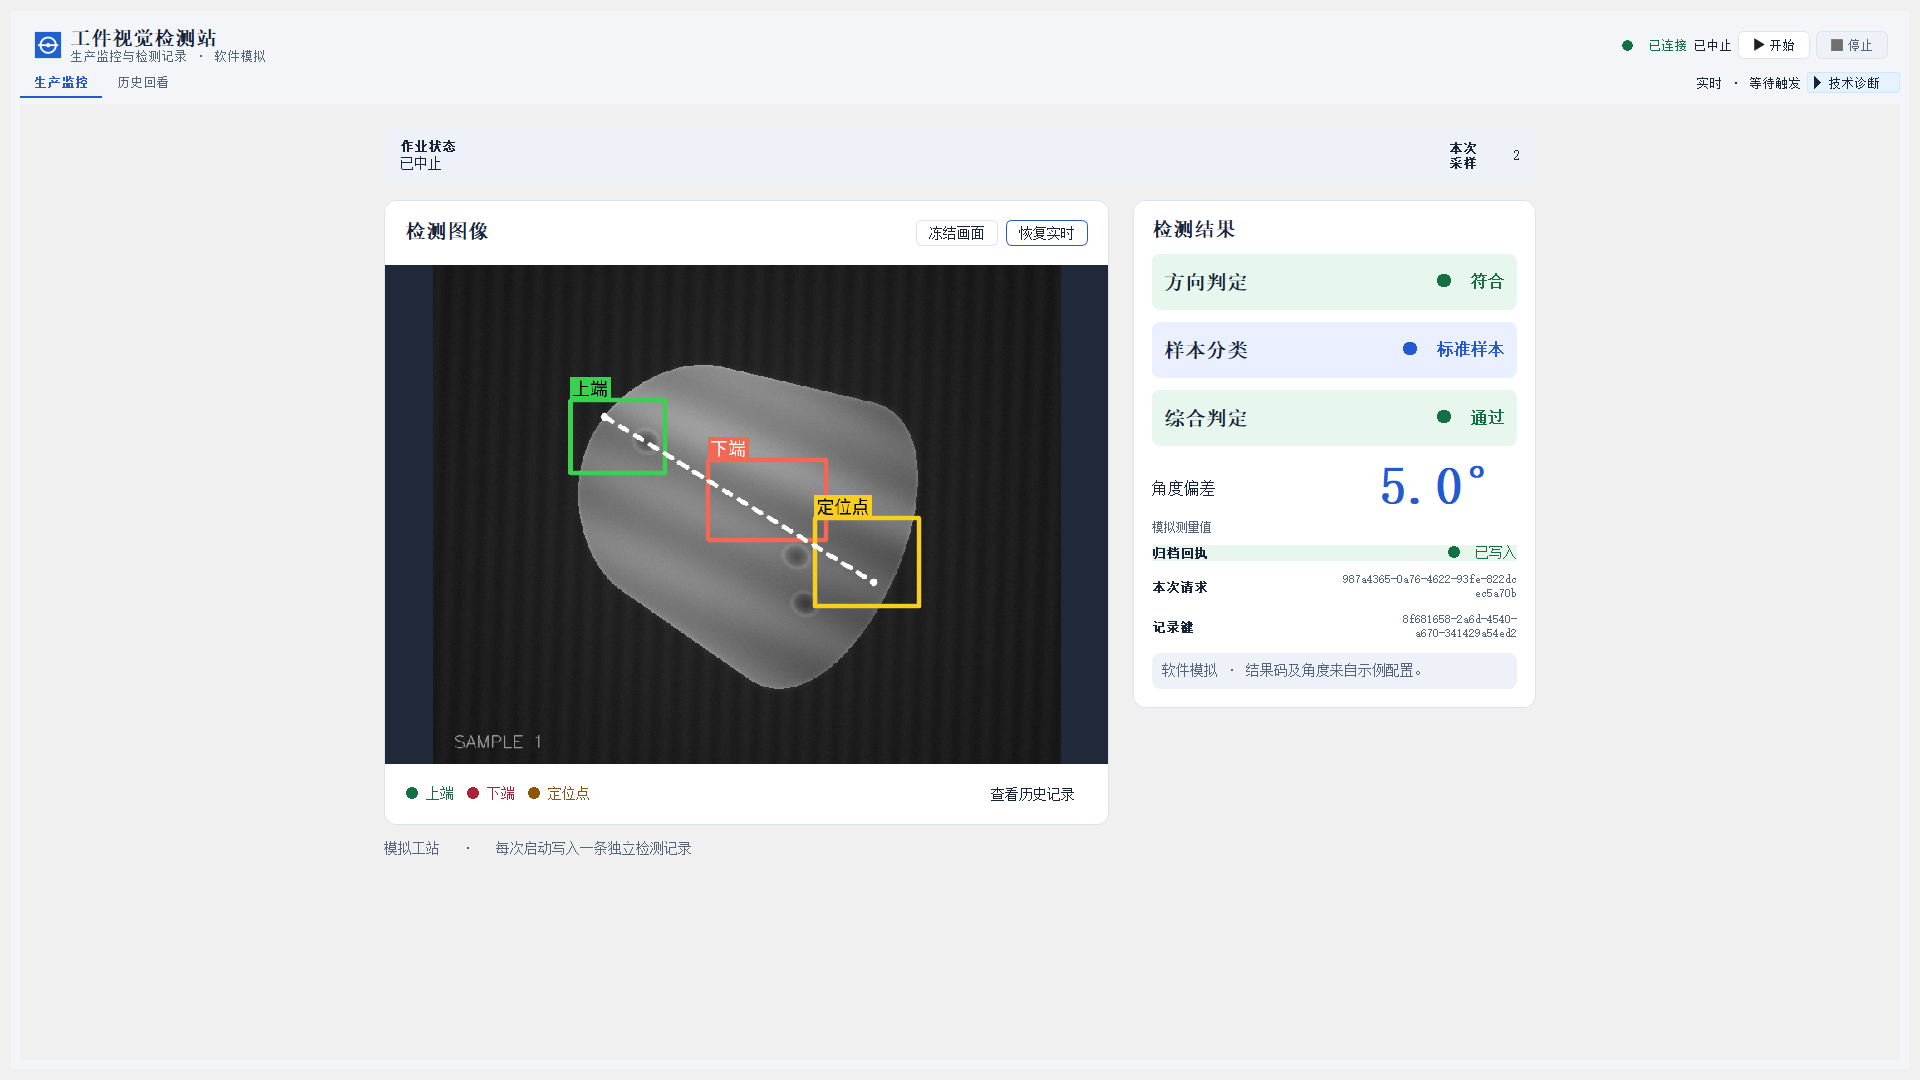 工件视觉检测站
生产监控与检测记录 · 软件模拟
已连接 已中止 开始 停止
生产监控 历史回看
实时 · 等待触发 技术诊断
作业状态
已中止
本次
采样
2
检测图像
冻结画面 恢复实时
上端
下端
定位点
SAMPLE 1
上端 下端 定位点
查看历史记录
模拟工站 · 每次启动写入一条独立检测记录
检测结果
方向判定 符合
样本分类 标准样本
综合判定 通过
角度偏差 5.0°
模拟测量值
归档回执 已写入
本次请求 987a4365-0a76-4622-93fe-822dc
ec5a70b
记录键 8f681658-2a6d-4540-
a670-341429a54ed2
软件模拟 · 结果码及角度来自示例配置。